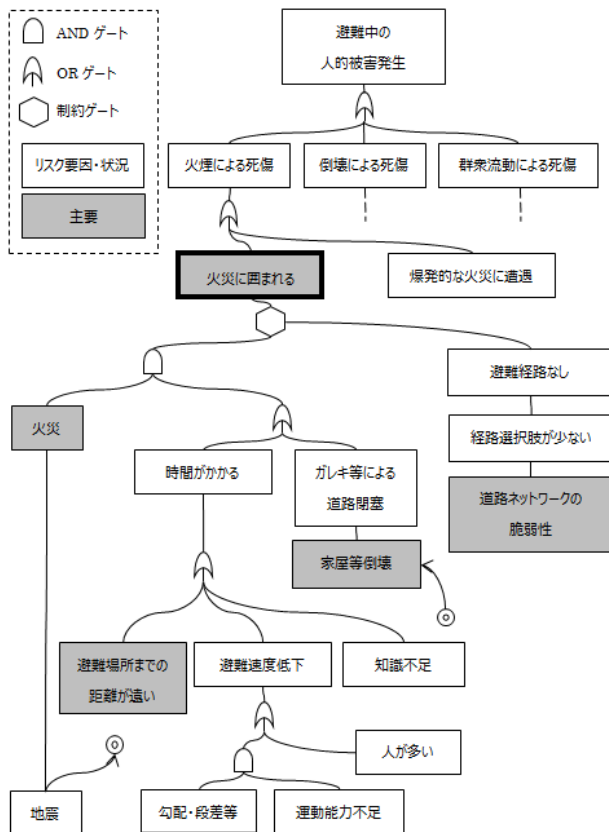 AND ゲート
OR ゲート
制約ゲート
リスク要因・状況
主要
避難中の
人的被害発生
火煙による死傷
倒壊による死傷
群衆流動による死傷
火災に囲まれる
爆発的な火災に遭遇
避難経路なし
火災
経路選択肢が少ない
時間がかかる
ガレキ等による
道路閉塞
道路ネットワークの
脆弱性
家屋等倒壊
避難場所までの
距離が遠い
避難速度低下
知識不足
人が多い
地震
勾配・段差等
運動能力不足